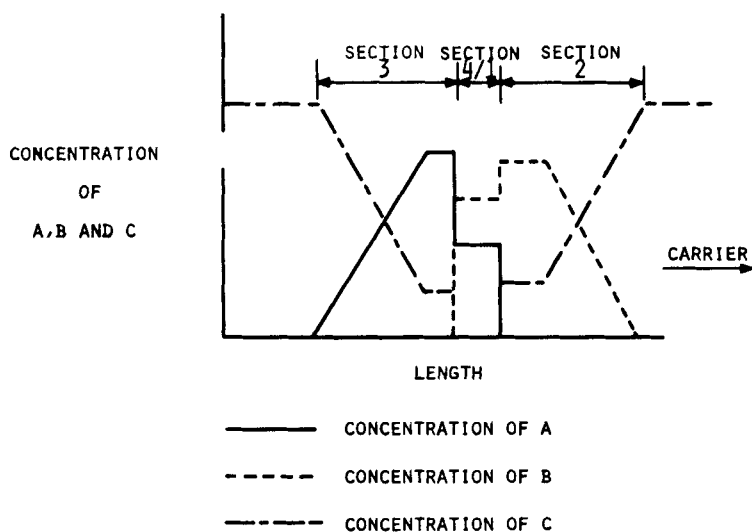 SECTION SECTION SECTION
3 4/1 2
CONCENTRATION
OF
A,B AND C
CARRIER
LENGTH
CONCENTRATION OF A
CONCENTRATION OF B
CONCENTRATION OF C